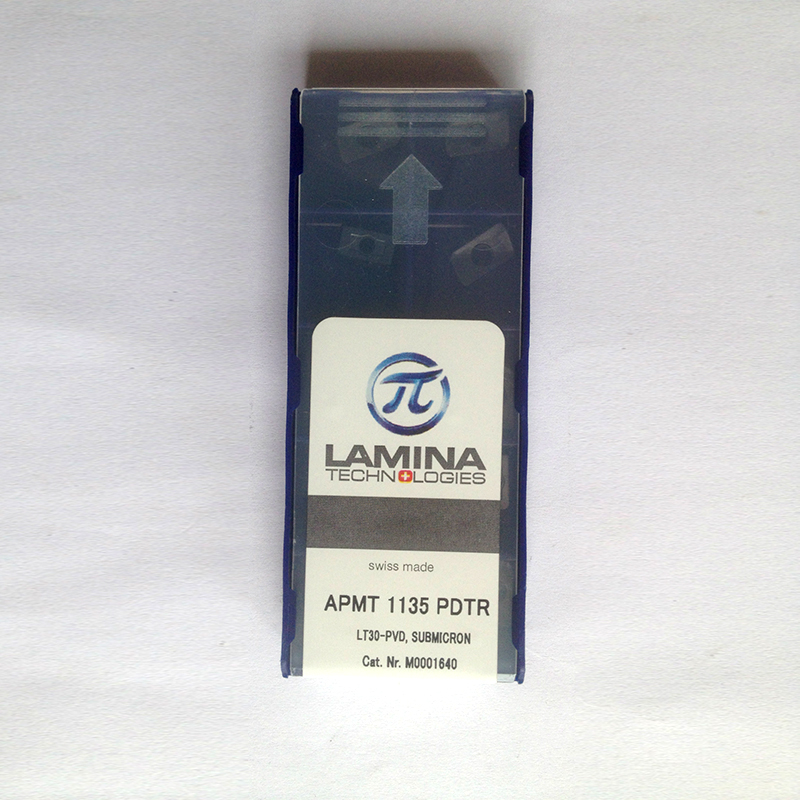 π
LAMINA
TECHNOLOGIES
swiss made
APMT 1135 PDTR
LT30-PVD, SUBMICRON
Cat. Nr. M0001640